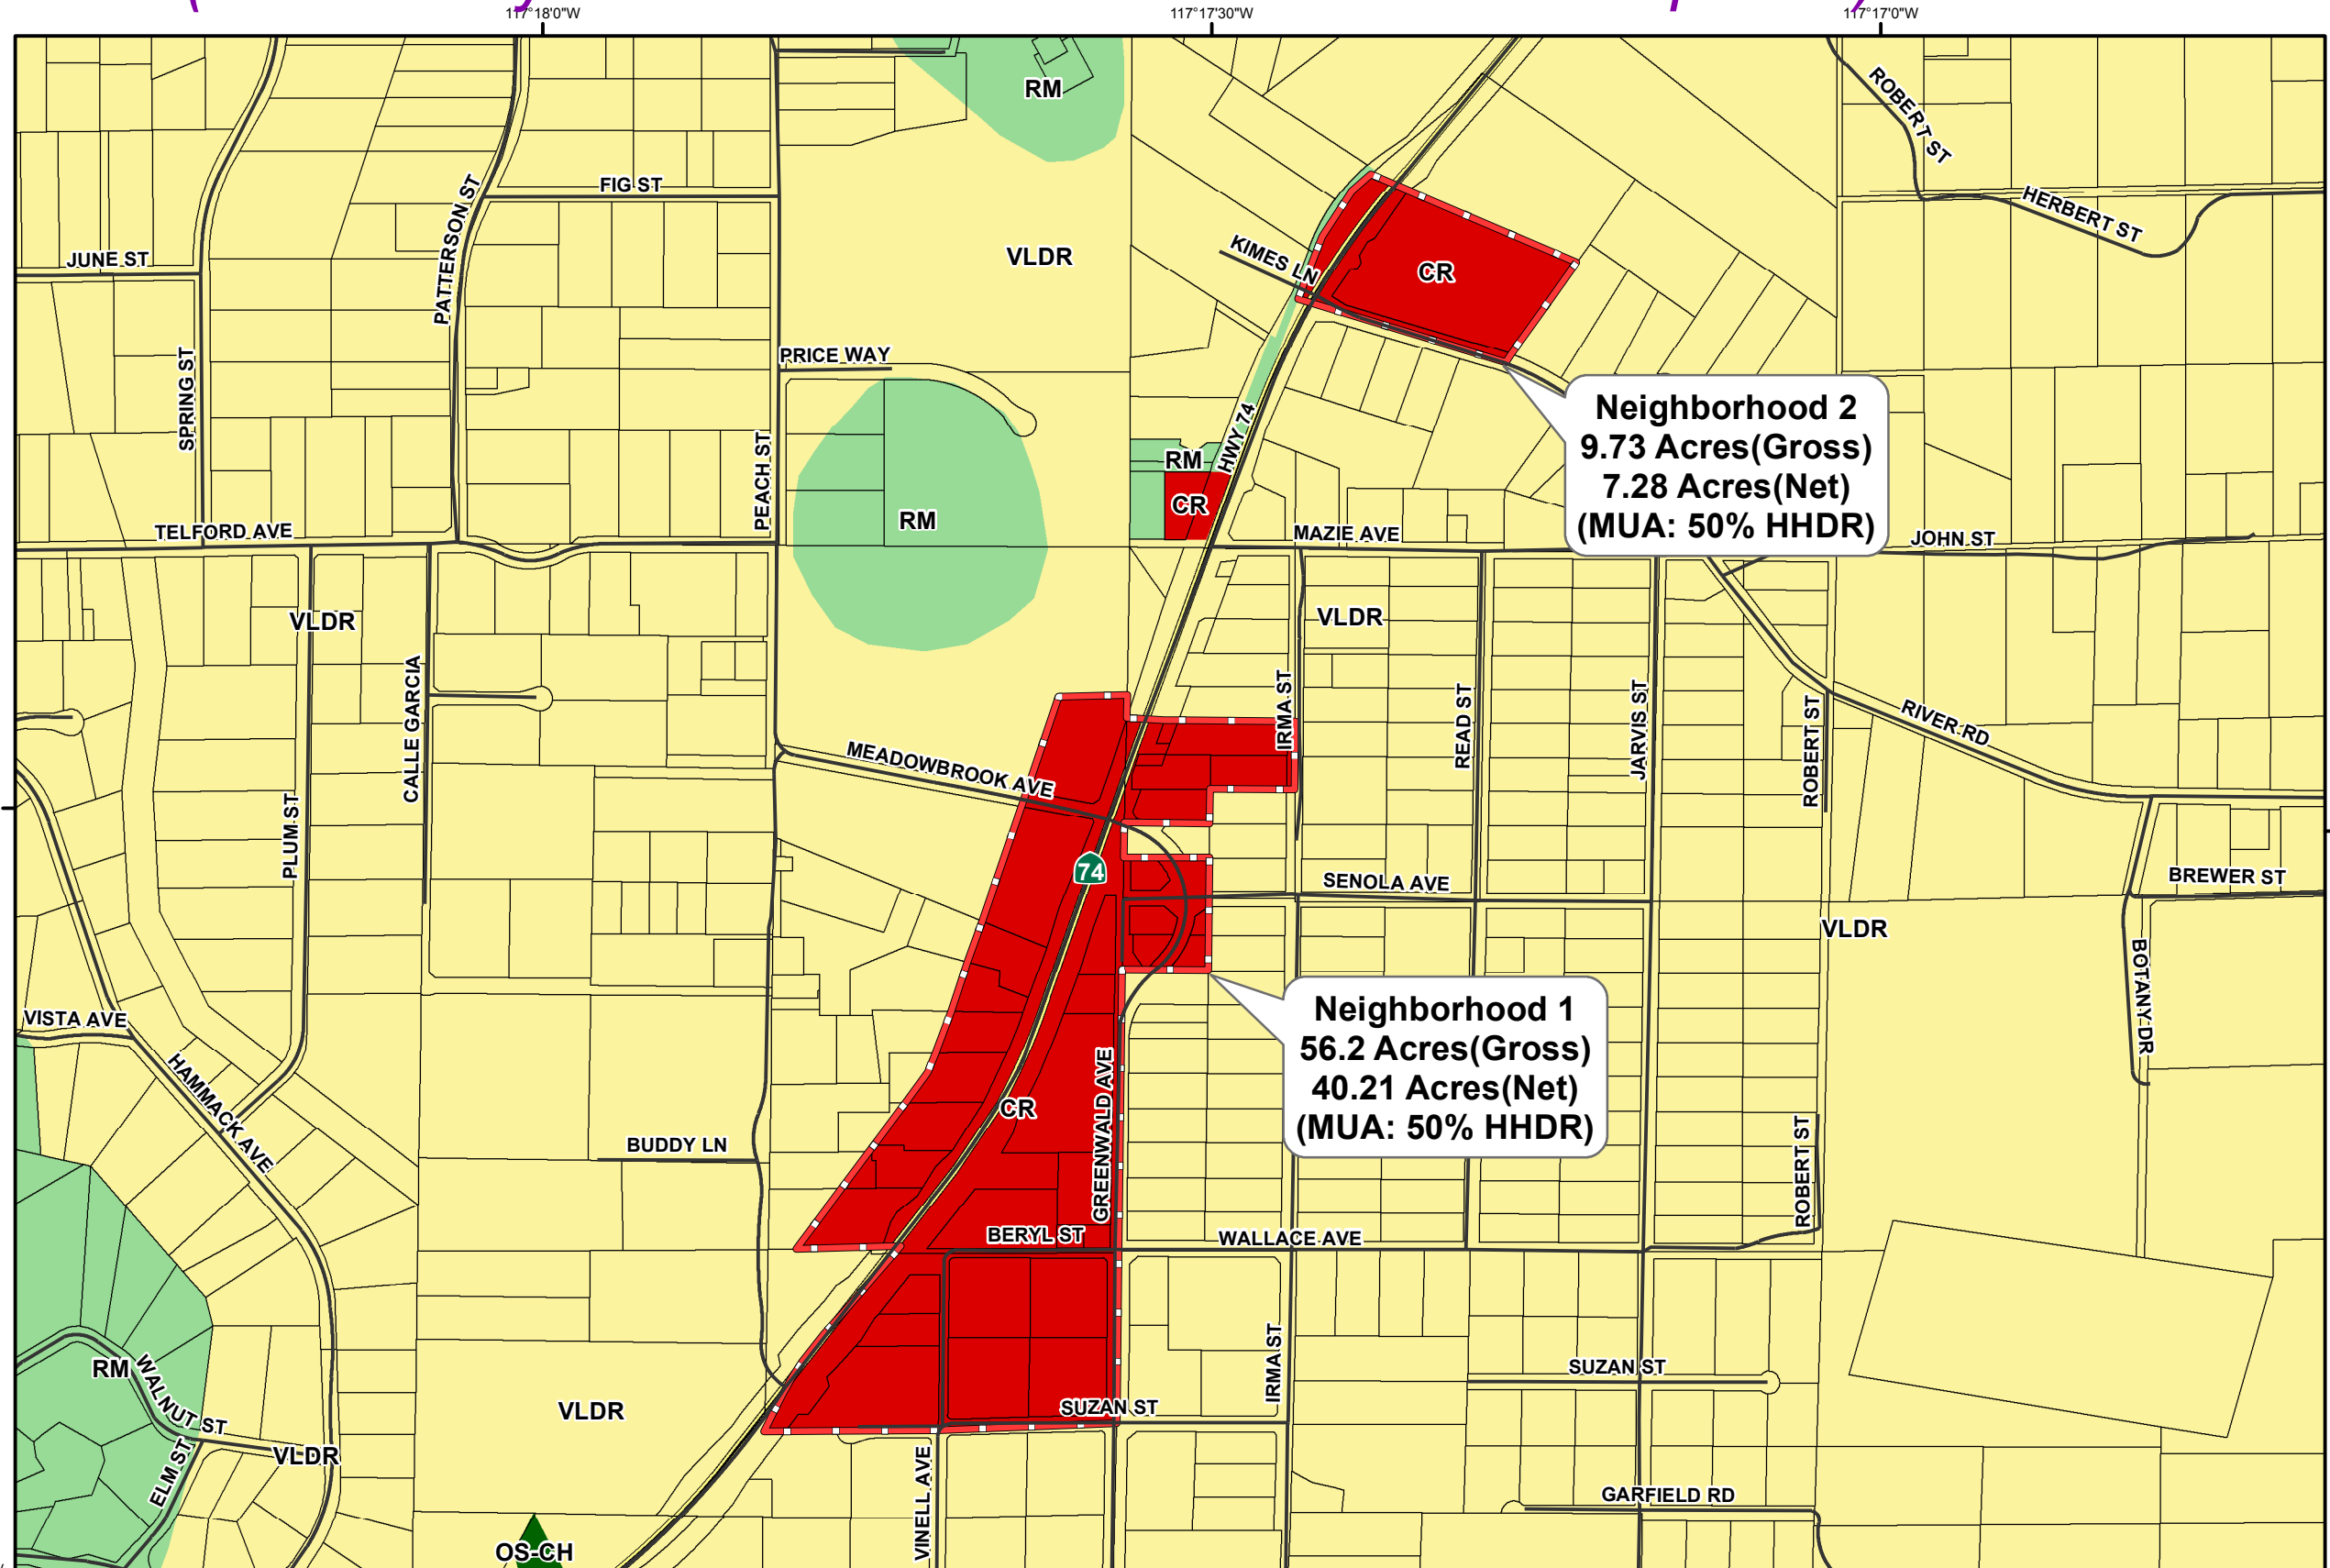 117°18'0"W
117°17'30"W
117°17'0"W
RM
ROBERT ST
FIG ST
PATTERSON ST
HERBERT ST
JUNE ST
VLDR
KIMES LN
CR
PRICE WAY
SPRING ST
HWY 74
Neighborhood 2
9.73 Acres(Gross)
7.28 Acres(Net)
(MUA: 50% HHDR)
PEACH ST
RM
CR
RM
TELFORD AVE
MAZIE AVE
JOHN ST
VLDR
VLDR
CALLE GARCIA
IRMA ST
READ ST
JARVIS ST
ROBERT ST
RIVER RD
MEADOWBROOK AVE
PLUM ST
74
SENOLA AVE
BREWER ST
VLDR
BOTANY DR
VISTA AVE
Neighborhood 1
56.2 Acres(Gross)
40.21 Acres(Net)
(MUA: 50% HHDR)
HAMMACK AVE
CR
GREENWALD AVE
BUDDY LN
ROBERT ST
BERYL ST
WALLACE AVE
RM
WALNUT ST
IRMA ST
SUZAN ST
VLDR
SUZAN ST
VLDR
ELM ST
VINELL AVE
GARFIELD RD
OS-CH